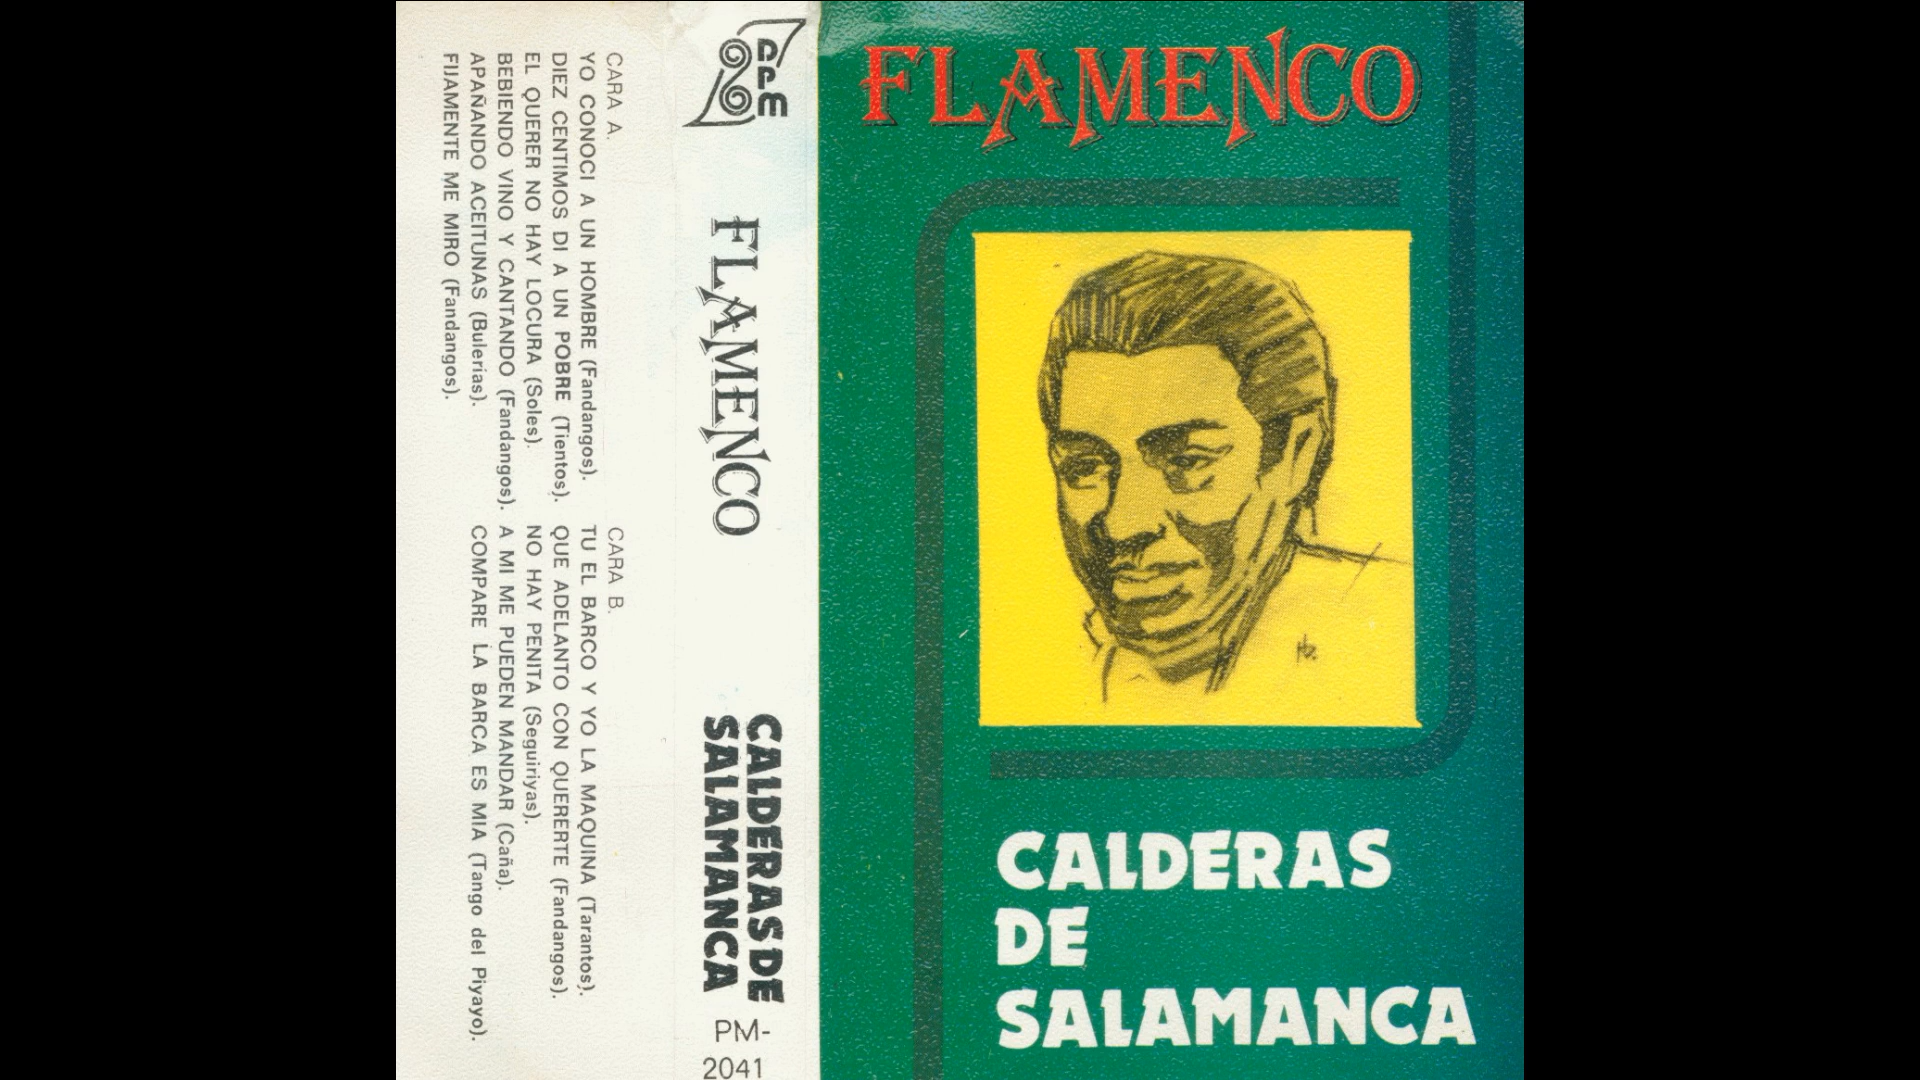 CARA A.
YO CONOCI A UN HOMBRE (Fandangos).
DIEZ CENTIMOS DI A UN POBRE (Tientos).
EL QUERER NO HAY LOCURA (Soles).
BEBIENDO VINO Y CANTANDO (Fandangos).
APAÑANDO ACEITUNAS (Bulerias).
FIJAMENTE ME MIRO (Fandangos).
CARA B.
TU EL BARCO Y YO LA MAQUINA (Tarantos).
QUE ADELANTO CON QUERERTE (Fandangos).
NO HAY PENITA (Seguiriyas).
A MI ME PUEDEN MANDAR (Caña).
COMPARE LA BARCA ES MIA (Tango del Piyayo).
FLAMENCO
CALDERAS DE
SALAMANCA
PM-
2041
FLAMENCO
CALDERAS
DE
SALAMANCA